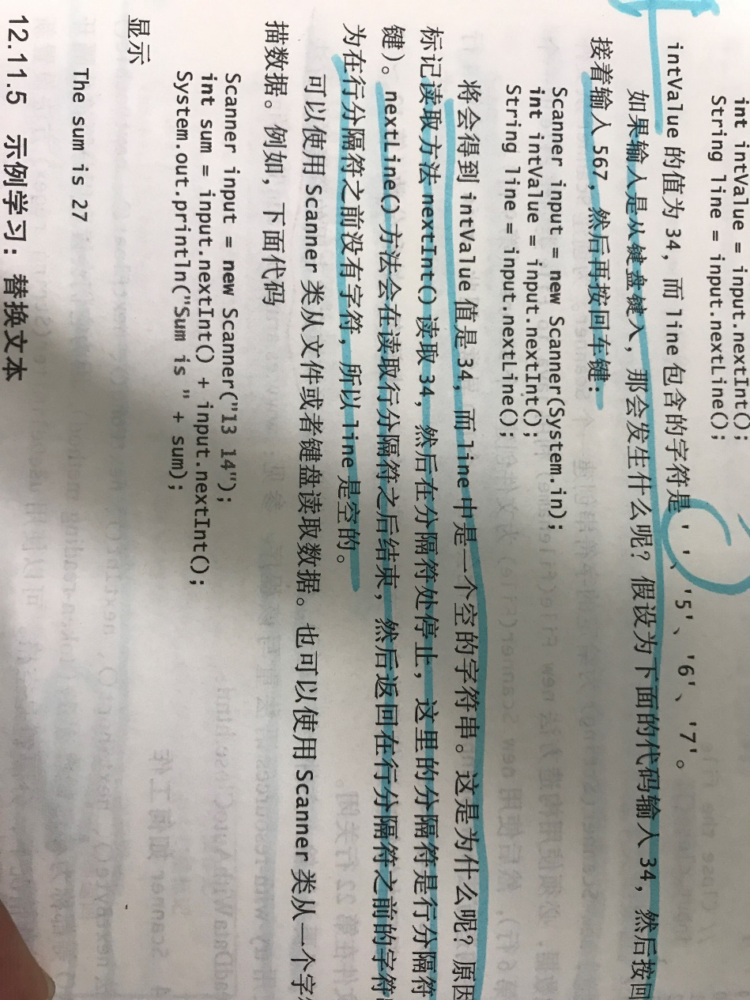 int intValue = input.nextInt();
String line = input.nextLine();
intValue 的值为 34，而 line 包含的字符是 ' '、'5'、'6'、'7'。
如果输入是从键盘键入，那会发生什么呢？假设为下面的代码输入 34，然后按回
接着输入 567，然后再按回车键：
Scanner input = new Scanner(System.in);
int intValue = input.nextInt();
String line = input.nextLine();
将会得到 intValue 值是 34，而 line 中是一个空的字符串。这是为什么呢？原因
标记读取方法 nextInt() 读取 34，然后在分隔符处停止，这里的分隔符是行分隔符
键）。nextLine() 方法会在读取行分隔符之后结束，然后返回在行分隔符之前的字符
为在行分隔符之前没有字符，所以 line 是空的。
可以使用 Scanner 类从文件或者键盘读取数据。也可以使用 Scanner 类从一个字
描数据。例如，下面代码
Scanner input = new Scanner("13 14");
int sum = input.nextInt() + input.nextInt();
System.out.println("Sum is " + sum);
显示
The sum is 27
12.11.5 示例学习：替换文本